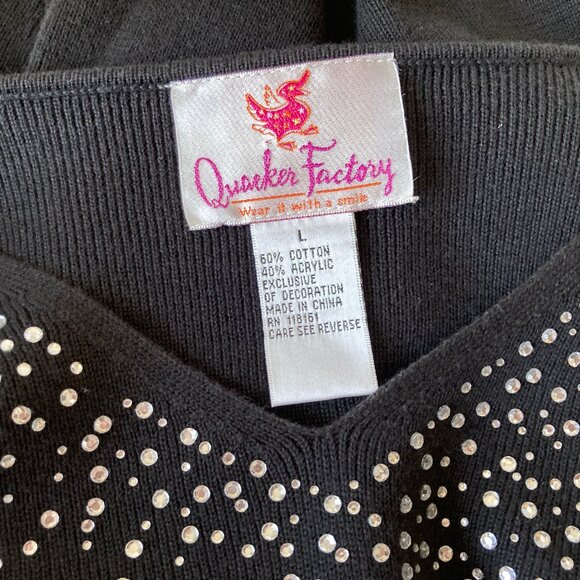 Quacker Factory
Wear it with a smile
L
60% COTTON
40% ACRYLIC
EXCLUSIVE
OF DECORATION
MADE IN CHINA
RN 118161
CARE SEE REVERSE